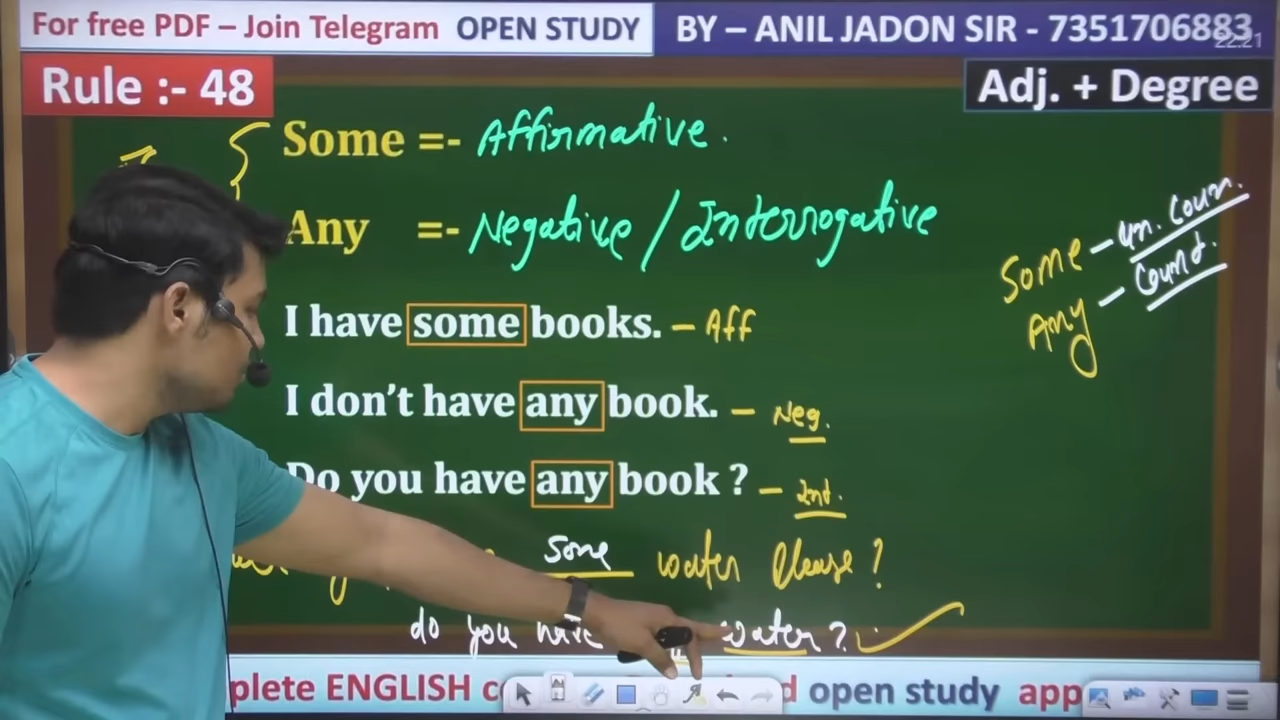 For free PDF – Join Telegram OPEN STUDY BY – ANIL JADON SIR - 7351706883
22:21
Rule :- 48
Adj. + Degree
Some =- Affirmative.
Any =- Negative / Interrogative
Some – Un. Coun.
Any – Count.
I have some books. – Aff
I don't have any book. – Neg.
Do you have any book ? – Int.
some water please ?
do you have water ?
plete ENGLISH c d open study app